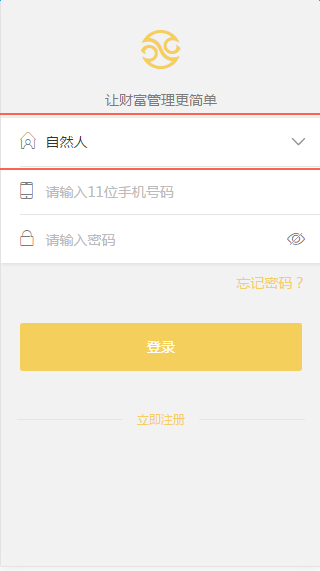 让财富管理更简单
自然人
请输入11位手机号码
请输入密码
忘记密码？
登录
立即注册